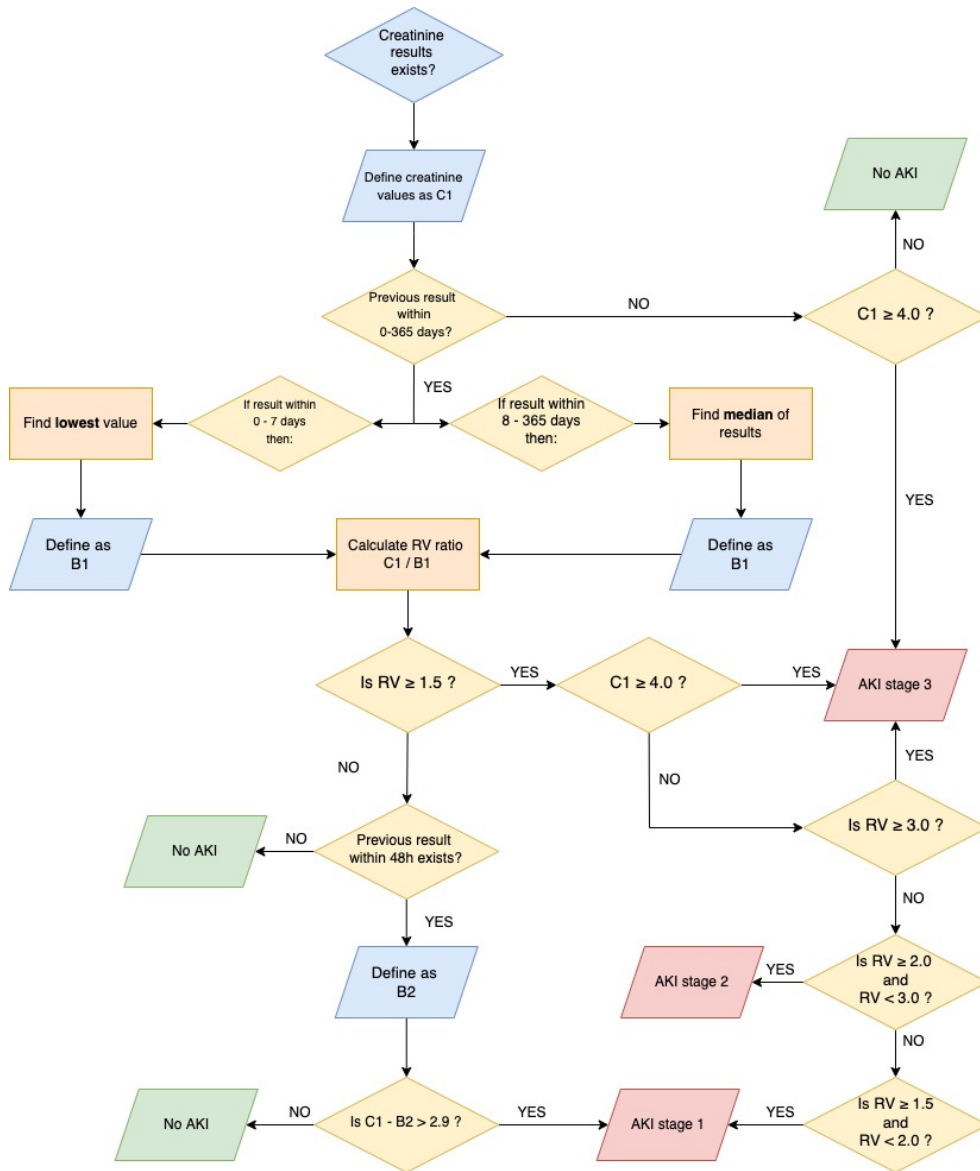 Creatinine
results
exists?
Define creatinine
values as C1
No AKI
NO
Previous result
within
0-365 days?
NO
C1 ≥ 4.0 ?
YES
Find lowest value
If result within
0 - 7 days
then:
If result within
8 - 365 days
then:
Find median of
results
YES
Define as
B1
Calculate RV ratio
C1 / B1
Define as
B1
Is RV ≥ 1.5 ?
YES
C1 ≥ 4.0 ?
YES
AKI stage 3
NO
NO
YES
No AKI
NO
Previous result
within 48h exists?
Is RV ≥ 3.0 ?
YES
NO
Define as
B2
AKI stage 2
YES
Is RV ≥ 2.0
and
RV < 3.0 ?
NO
No AKI
NO
Is C1 - B2 > 2.9 ?
YES
AKI stage 1
YES
Is RV ≥ 1.5
and
RV < 2.0 ?